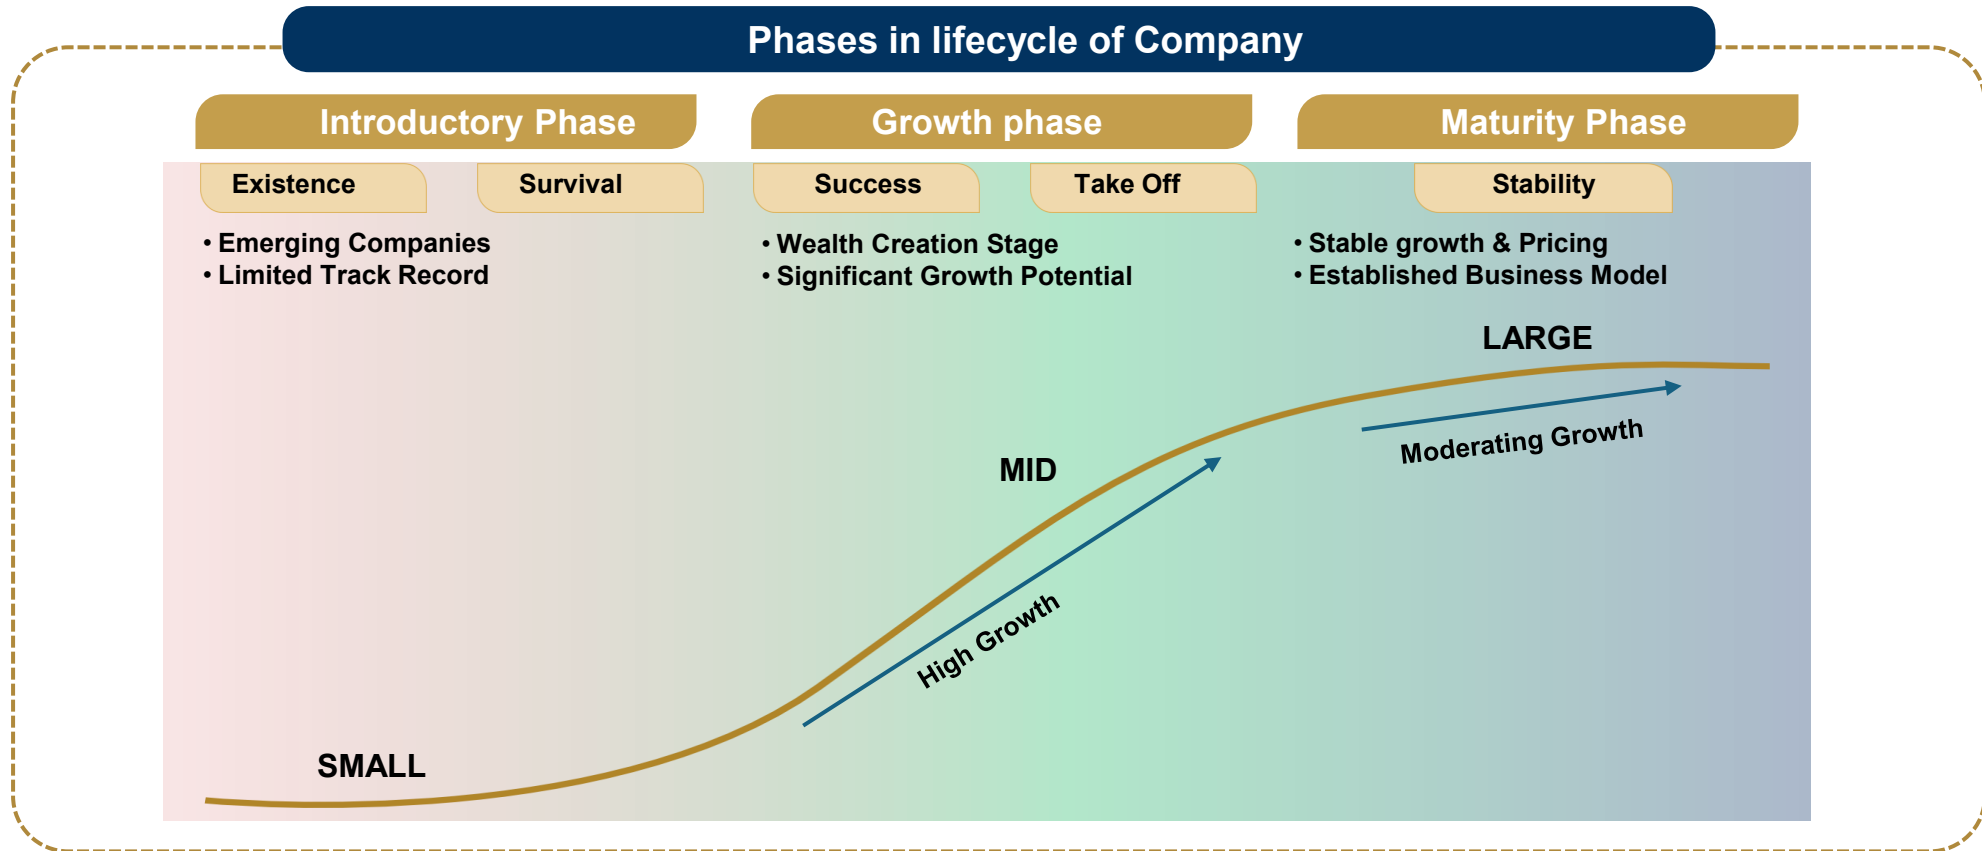 Phases in lifecycle of Company
Introductory Phase
Growth phase
Maturity Phase
Existence
Survival
Success
Take Off
Stability
• Emerging Companies
• Limited Track Record
• Wealth Creation Stage
• Significant Growth Potential
• Stable growth & Pricing
• Established Business Model
LARGE
Moderating Growth
MID
High Growth
SMALL